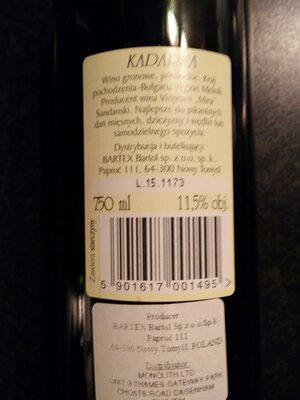 KADARKA
Wino gronowe, półsłodkie. Kraj
pochodzenia-Bułgaria-region Melnik
Producent wina Vinprom „Mira"
Sandanski. Najlepsze do pikantnych
dań mięsnych, dziczyzny i wędlin lub
samodzielnego spożycia.
Dystrybucja i butelkujący:
BARTEX Bartol sp. z o.o. sp. k.
Paproć 111, 64-300 Nowy Tomyśl
L.15.1173
750 ml 11,5% obj.
Zawiera siarczyny
5 901617 001495 >
Producer
BARTEX Bartol Sp z o o Sp k
Paproć 111
64-300 Nowy Tomyśl, POLAND
Distributor:
MONOLITH LTD
UNIT 3 THAMES GATEWAY PARK
CHOATE ROAD DAGENHAM